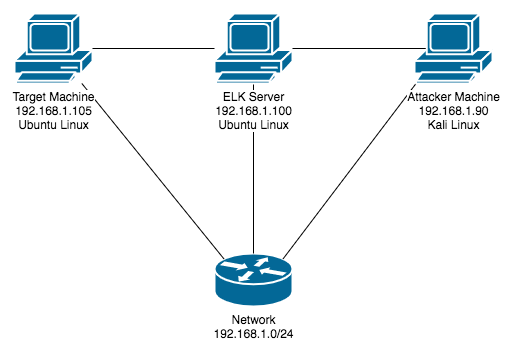 Target Machine
192.168.1.105
Ubuntu Linux
ELK Server
192.168.1.100
Ubuntu Linux
Attacker Machine
192.168.1.90
Kali Linux
Network
192.168.1.0/24